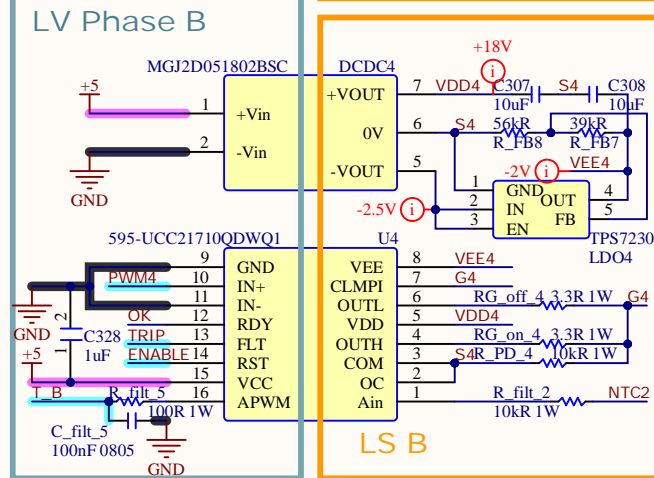 LV Phase B
+18V
MGJ2D051802BSC DCDC4
+5
1 +Vin +VOUT 7 VDD4 C307 S4 C308
10uF 10uF
2 -Vin 0V 6 S4 56kR 39kR
R_FB8 R_FB7
GND -VOUT 5 -2V VEE4
-2.5V
1 GND OUT 4
2 IN
3 EN FB 5
TPS7230
LDO4
595-UCC21710QDWQ1 U4
9 GND VEE 8 VEE4
PWM4 10 IN+ CLMPI 7 G4
11 IN- OUTL 6 RG_off_4 3.3R 1W G4
OK 12 RDY VDD 5 VDD4
TRIP 13 FLT OUTH 4 RG_on_4 3.3R 1W
ENABLE 14 RST COM 3 S4 R_PD_4 10kR 1W
15 VCC OC 2
T_B R_filt_5 16 APWM Ain 1 R_filt_2 NTC2
100R 1W 10kR 1W
GND
2
C328
1 1uF
+5
C_filt_5
100nF 0805
GND
LS B